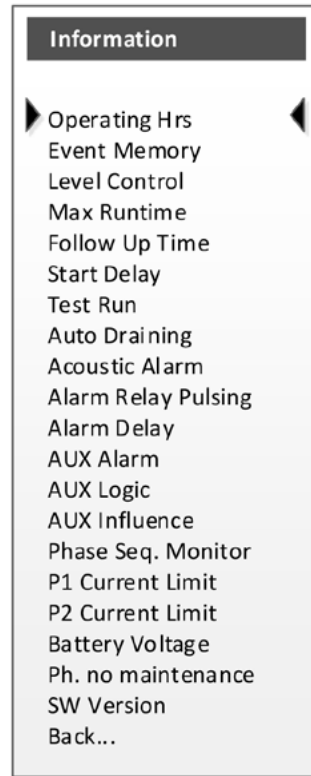 Information
Operating Hrs
Event Memory
Level Control
Max Runtime
Follow Up Time
Start Delay
Test Run
Auto Draining
Acoustic Alarm
Alarm Relay Pulsing
Alarm Delay
AUX Alarm
AUX Logic
AUX Influence
Phase Seq. Monitor
P1 Current Limit
P2 Current Limit
Battery Voltage
Ph. no maintenance
SW Version
Back...